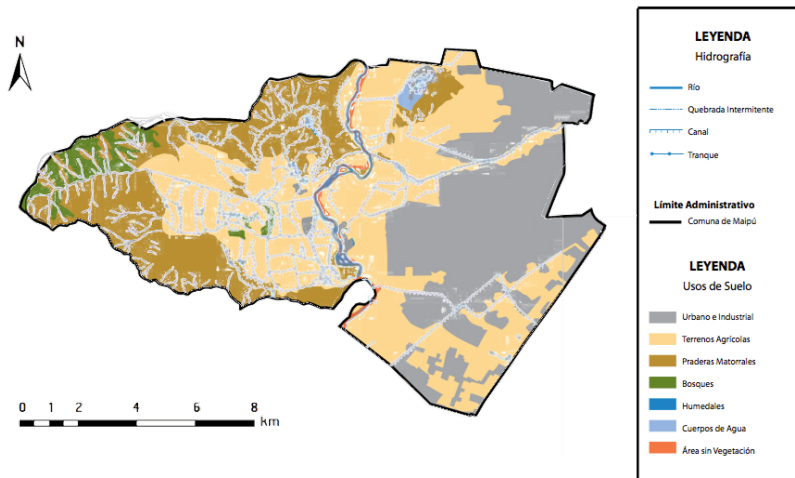 N
0 1 2 4 6 8
km
LEYENDA
Hidrografía
Río
Quebrada Intermitente
Canal
Tranque
Límite Administrativo
Comuna de Maipú
LEYENDA
Usos de Suelo
Urbano e Industrial
Terrenos Agrícolas
Praderas Matorrales
Bosques
Humedales
Cuerpos de Agua
Área sin Vegetación